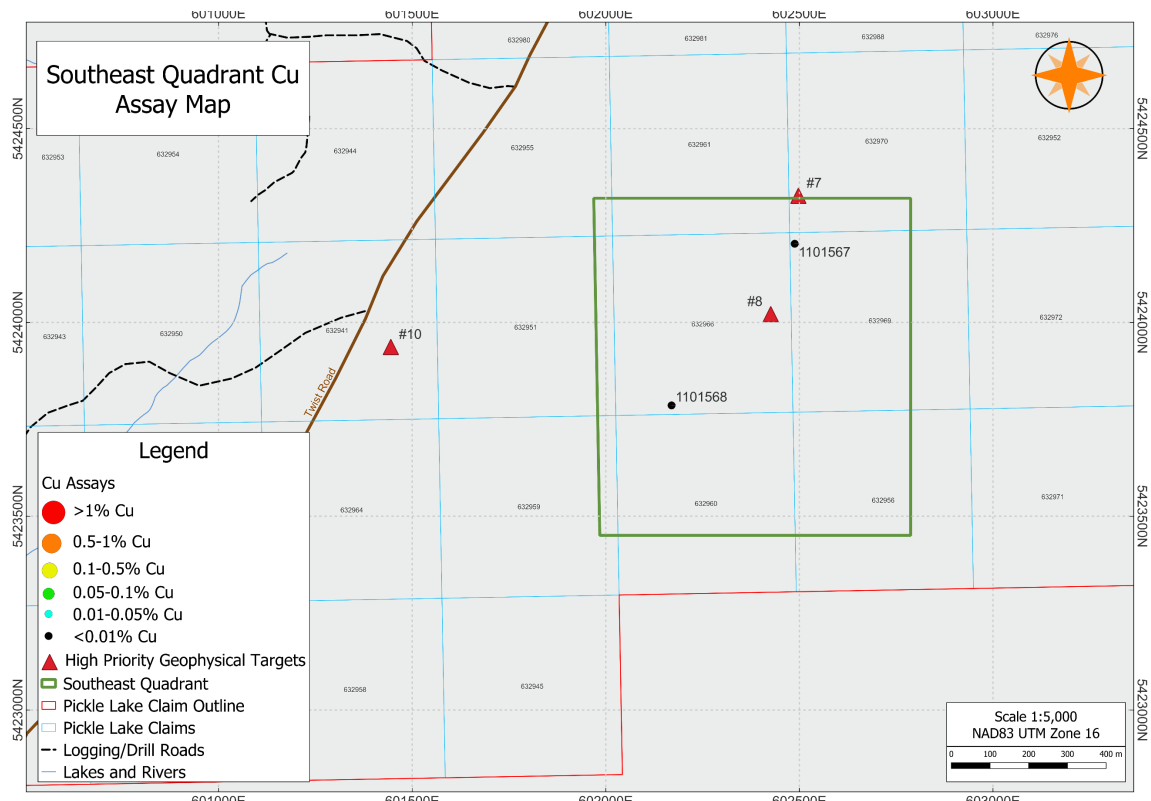 601000E 601500E 602000E 602500E 603000E
Southeast Quadrant Cu
Assay Map
632980 632981 632988 632976
5424500N 5424500N
632953 632954 632944 632955 632961 632970 632952
#7
1101567
#8
#10
5424000N 5424000N
632943 632950 632941 632951 632966 632969 632972
Twist Road
1101568
Legend
Cu Assays
>1% Cu
0.5-1% Cu
0.1-0.5% Cu
0.05-0.1% Cu
0.01-0.05% Cu
<0.01% Cu
High Priority Geophysical Targets
Southeast Quadrant
Pickle Lake Claim Outline
Pickle Lake Claims
Logging/Drill Roads
Lakes and Rivers
5423500N 5423500N
632964 632959 632960 632956 632971
632958 632945
5423000N 5423000N
Scale 1:5,000
NAD83 UTM Zone 16
0 100 200 300 400 m
601000E 601500E 602000E 602500E 603000E